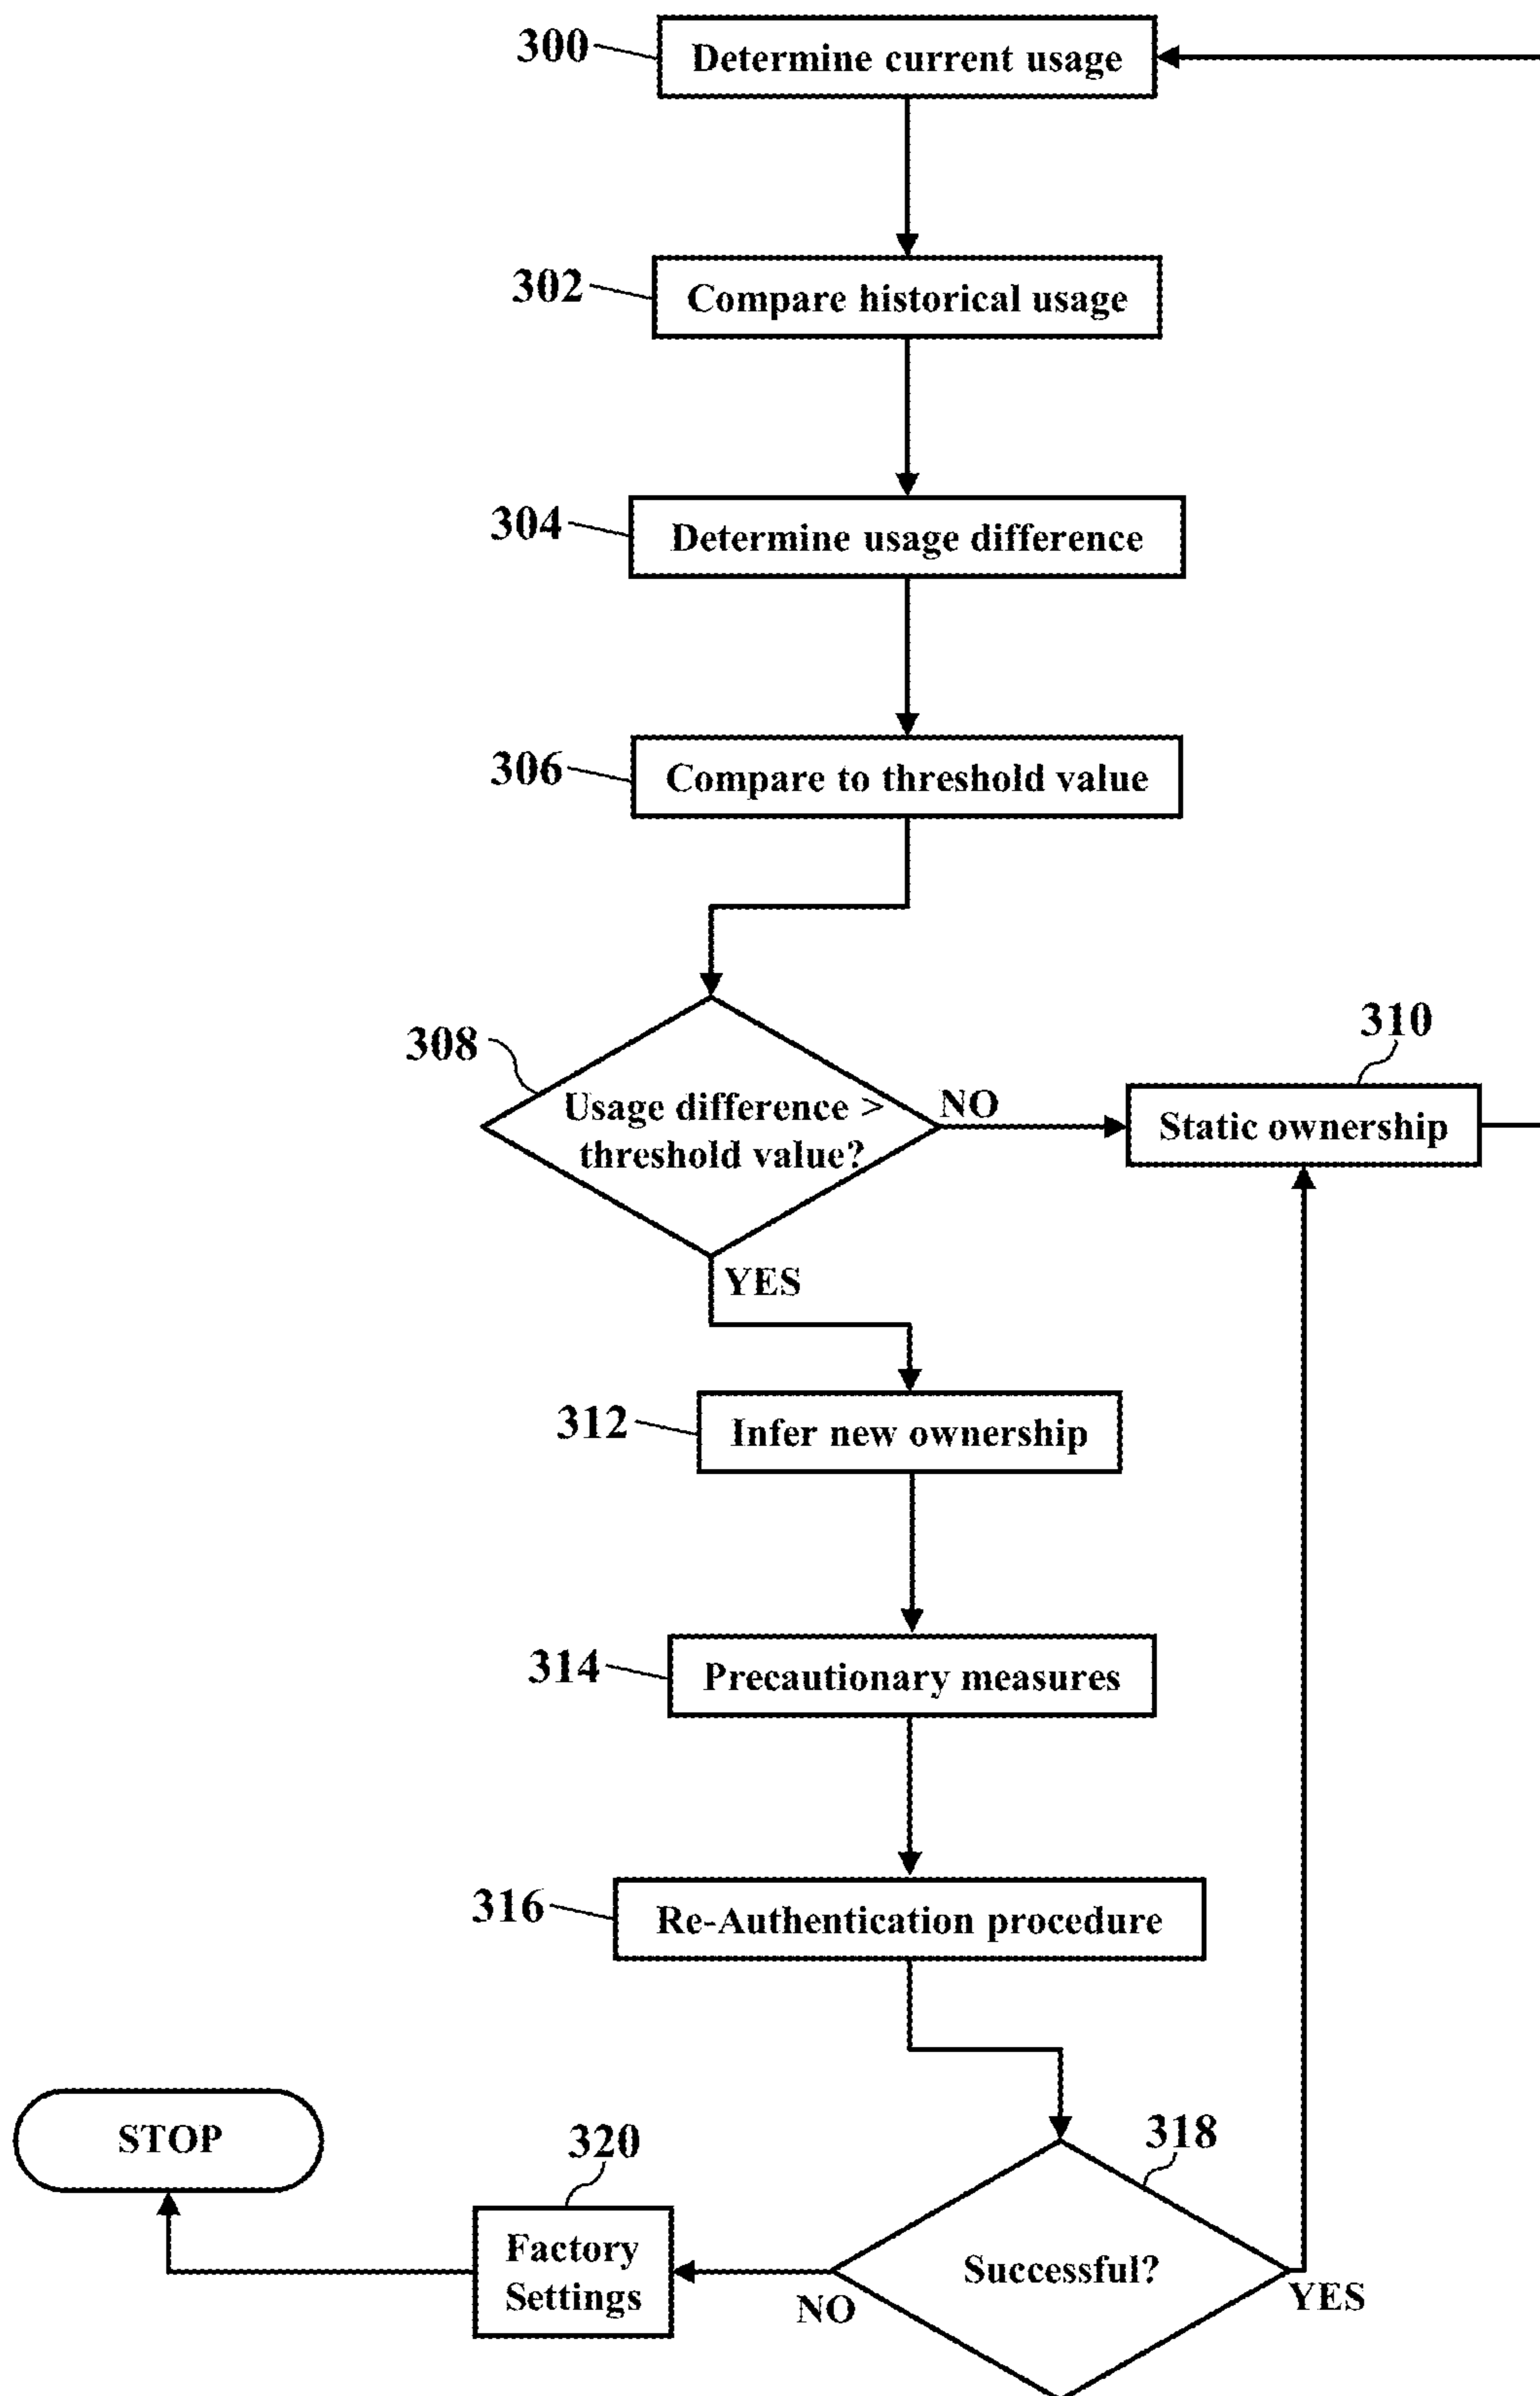 300
Determine current usage
302
Compare historical usage
304
Determine usage difference
306
Compare to threshold value
308
Usage difference >
threshold value?
NO
310
Static ownership
YES
312
Infer new ownership
314
Precautionary measures
316
Re-Authentication procedure
STOP
320
318
Factory
Settings
NO
Successful?
YES